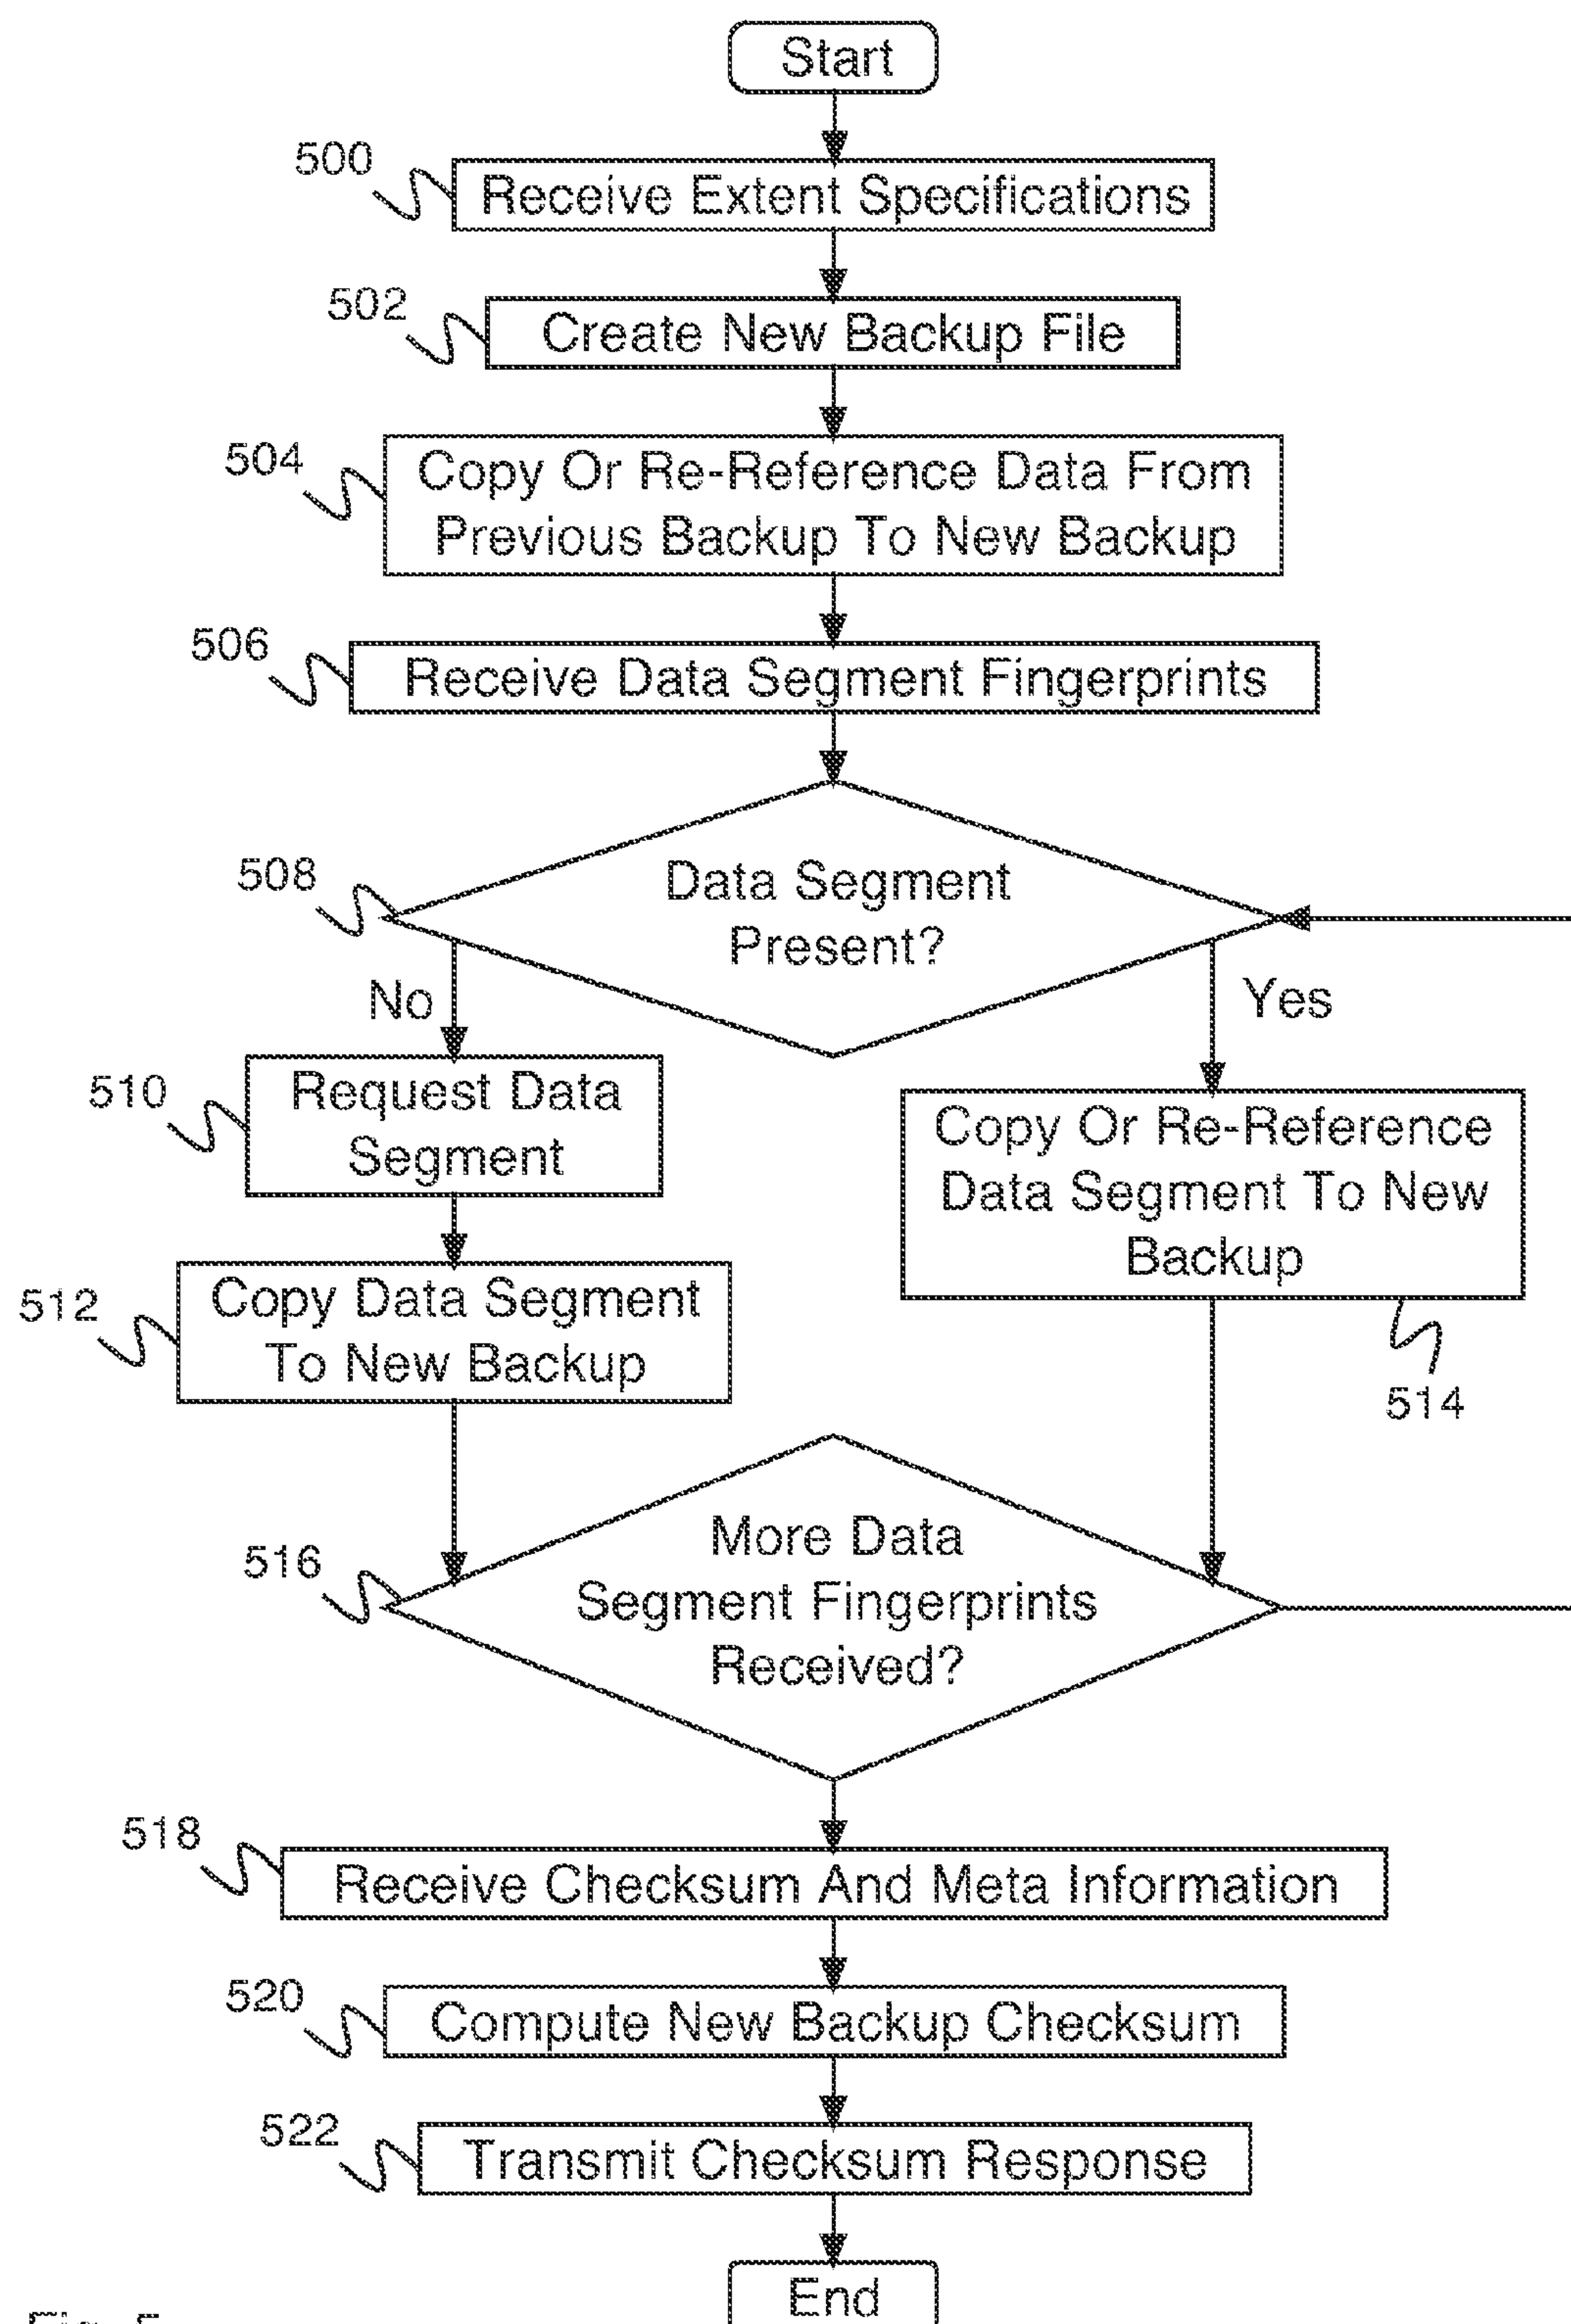 Start
500
Receive Extent Specifications
502
Create New Backup File
504
Copy Or Re-Reference Data From
Previous Backup To New Backup
506
Receive Data Segment Fingerprints
508
Data Segment
Present?
No
Yes
510
Request Data
Segment
Copy Or Re-Reference
Data Segment To New
Backup
512
Copy Data Segment
To New Backup
514
516
More Data
Segment Fingerprints
Received?
518
Receive Checksum And Meta Information
520
Compute New Backup Checksum
522
Transmit Checksum Response
End
Fig. 5